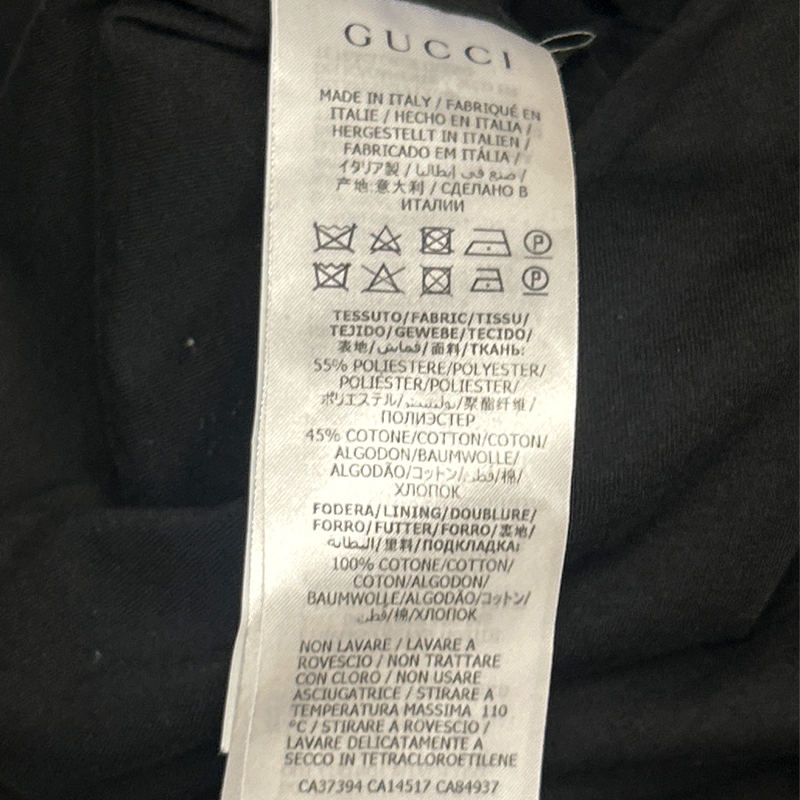 GUCCI
MADE IN ITALY / FABRIQUÉ EN
ITALIE / HECHO EN ITALIA /
HERGESTELLT IN ITALIEN /
FABRICADO EM ITÁLIA /
イタリア製 / صنع في إيطاليا /
产地:意大利 / СДЕЛАНО В
ИТАЛИИ
P
P
TESSUTO/FABRIC/TISSU/
TEJIDO/GEWEBE/TECIDO/
表地/قماش/面料/ТКАНЬ:
55% POLIESTERE/POLYESTER/
POLIÉSTER/POLIESTER/
ポリエステル/بوليستر/聚酯纤维/
ПОЛИЭСТЕР
45% COTONE/COTTON/COTON/
ALGODON/BAUMWOLLE/
ALGODÃO/コットン/قطن/棉/
ХЛОПОК
FODERA/LINING/DOUBLURE/
FORRO/FUTTER/FORRO/裏地/
البطانة/里料/ПОДКЛАДКА:
100% COTONE/COTTON/
COTON/ALGODON/
BAUMWOLLE/ALGODÃO/コットン/
قطن/棉/ХЛОПОК
NON LAVARE / LAVARE A
ROVESCIO / NON TRATTARE
CON CLORO / NON USARE
ASCIUGATRICE / STIRARE A
TEMPERATURA MASSIMA 110
°C / STIRARE A ROVESCIO /
LAVARE DELICATAMENTE A
SECCO IN TETRACLOROETILENE
CA37394 CA14517 CA84937